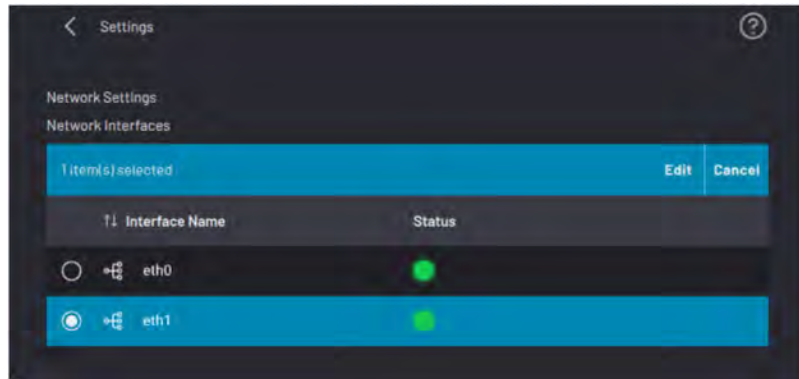 Settings
Network Settings
Network Interfaces
1 item(s) selected Edit Cancel
Interface Name Status
eth0
eth1